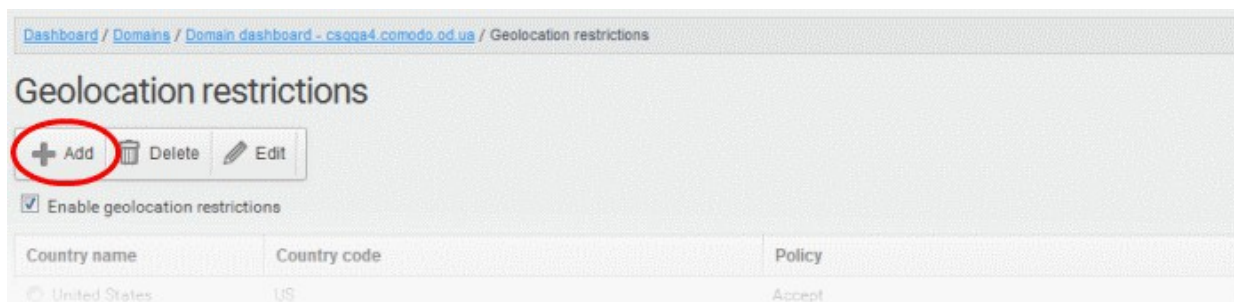 Dashboard / Domains / Domain dashboard - csqqa4.comodo.od.ua / Geolocation restrictions
Geolocation restrictions
Add Delete Edit
Enable geolocation restrictions
Country name Country code Policy
United States US Accept